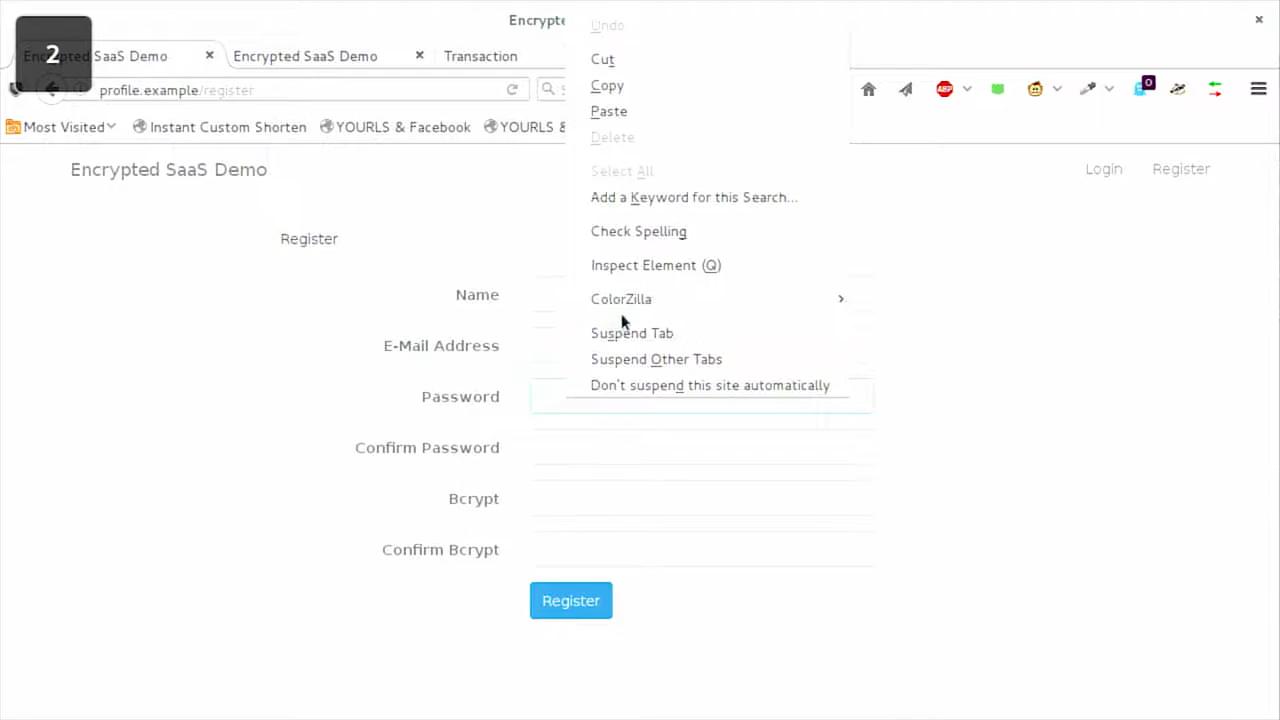 Encrypte
2
Encrypted SaaS Demo
Encrypted SaaS Demo
Transaction
profile.example/register
ABP
0
Most Visited
Instant Custom Shorten
YOURLS & Facebook
YOURLS &
Undo
Cut
Copy
Paste
Delete
Select All
Add a Keyword for this Search...
Check Spelling
Inspect Element (Q)
ColorZilla
Suspend Tab
Suspend Other Tabs
Don't suspend this site automatically
Encrypted SaaS Demo
Login
Register
Register
Name
E-Mail Address
Password
Confirm Password
Bcrypt
Confirm Bcrypt
Register